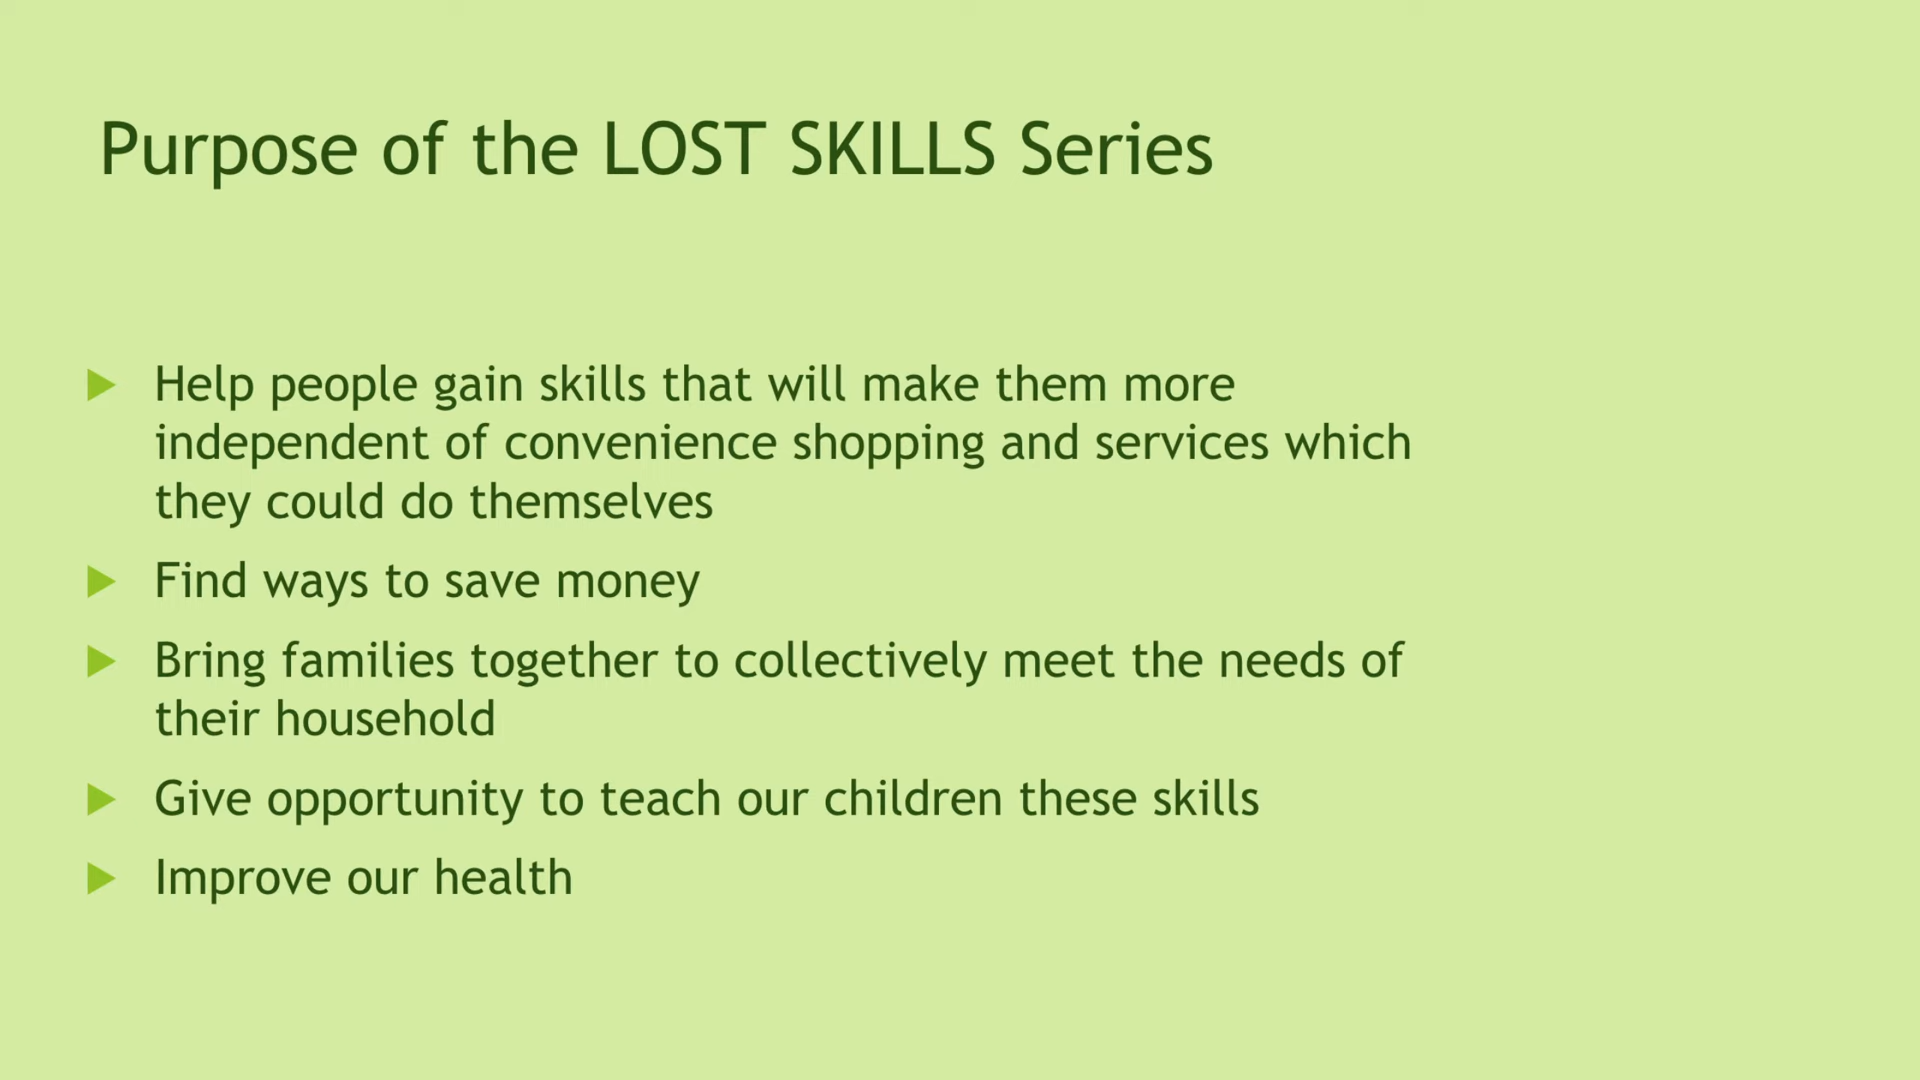 Purpose of the LOST SKILLS Series
Help people gain skills that will make them more
independent of convenience shopping and services which
they could do themselves
Find ways to save money
Bring families together to collectively meet the needs of
their household
Give opportunity to teach our children these skills
Improve our health